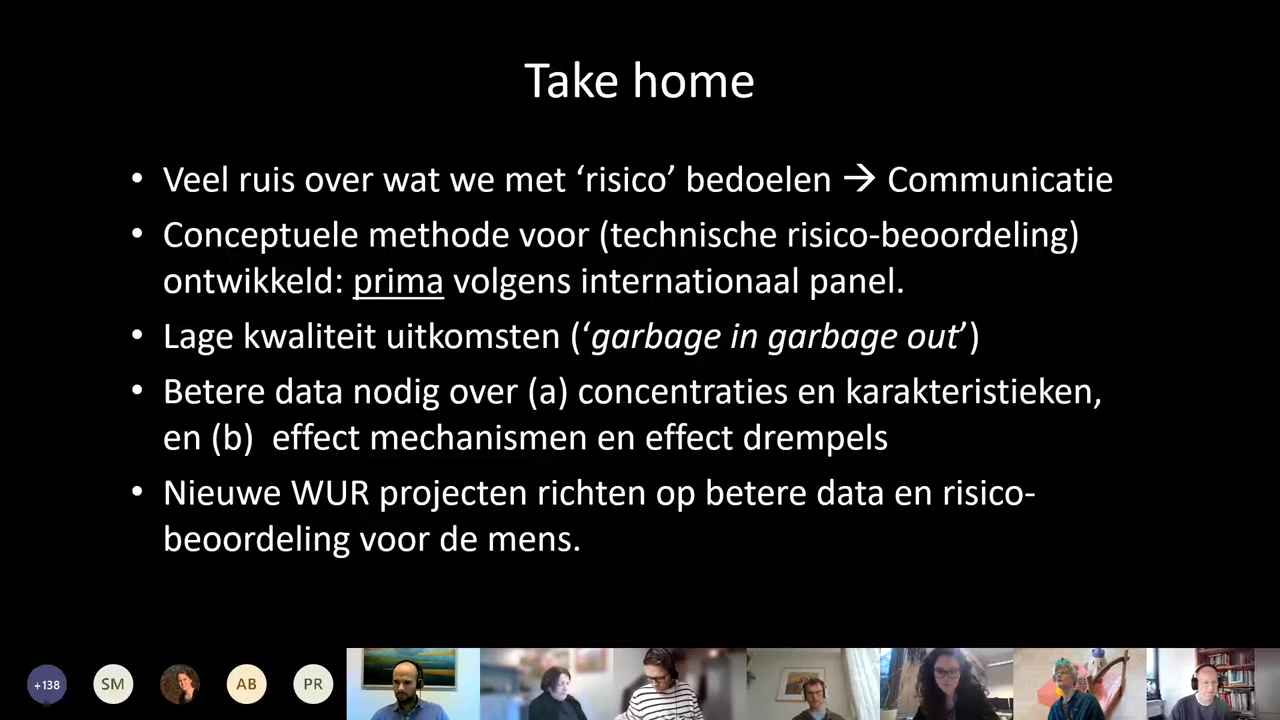 Take home
• Veel ruis over wat we met ‘risico’ bedoelen → Communicatie
• Conceptuele methode voor (technische risico-beoordeling)
ontwikkeld: prima volgens internationaal panel.
• Lage kwaliteit uitkomsten (‘garbage in garbage out’)
• Betere data nodig over (a) concentraties en karakteristieken,
en (b) effect mechanismen en effect drempels
• Nieuwe WUR projecten richten op betere data en risico-
beoordeling voor de mens.
+138 SM AB PR